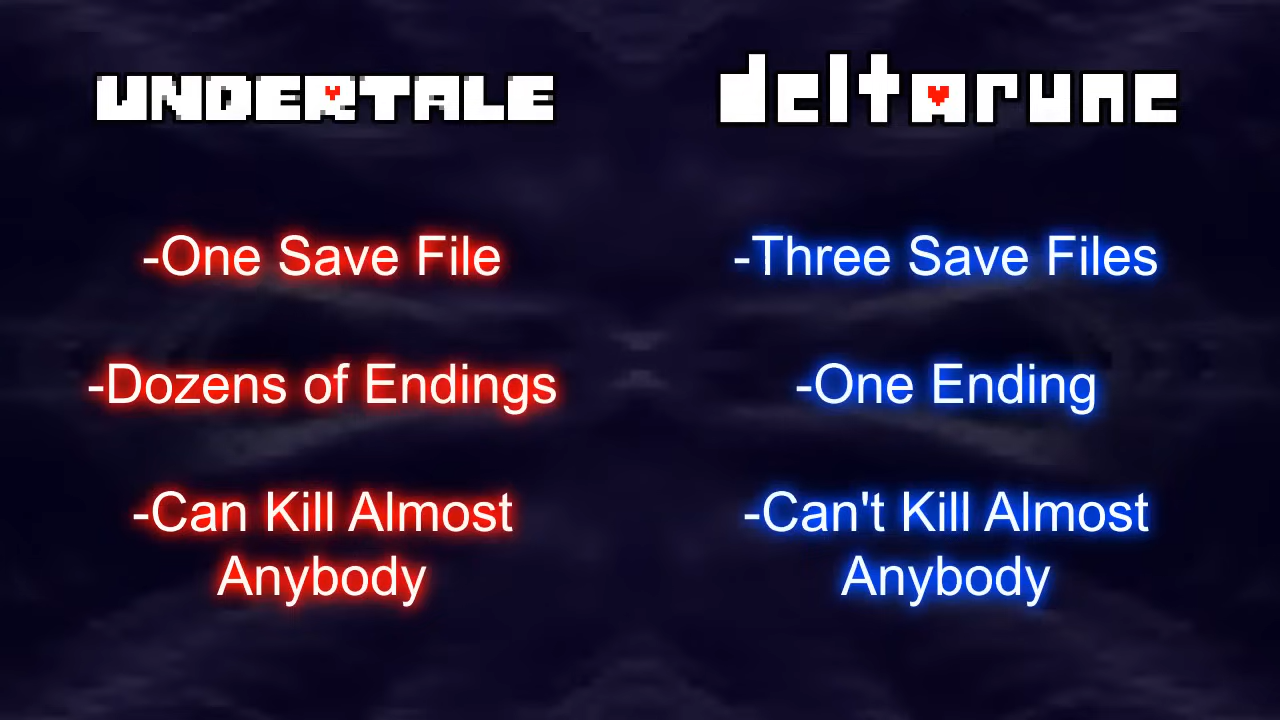 UNDERTALE
deltarune
-One Save File
-Three Save Files
-Dozens of Endings
-One Ending
-Can Kill Almost
Anybody
-Can't Kill Almost
Anybody